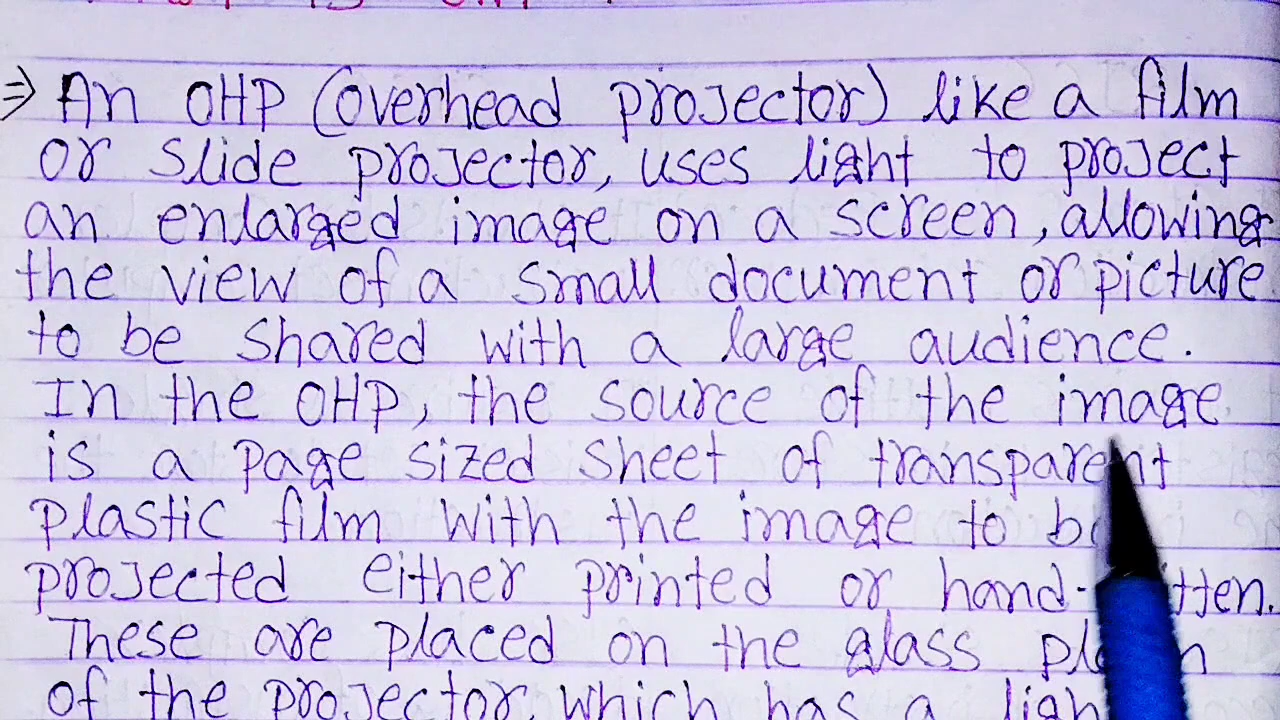 ⇒ An OHP (overhead projector) like a film
or slide projector, uses light to project
an enlarged image on a screen, allowing
the view of a small document or picture
to be shared with a large audience.
In the OHP, the source of the image
is a page sized sheet of transparent
plastic film with the image to
projected either printed or hand-
These are placed on the glass
of the projector, which has a